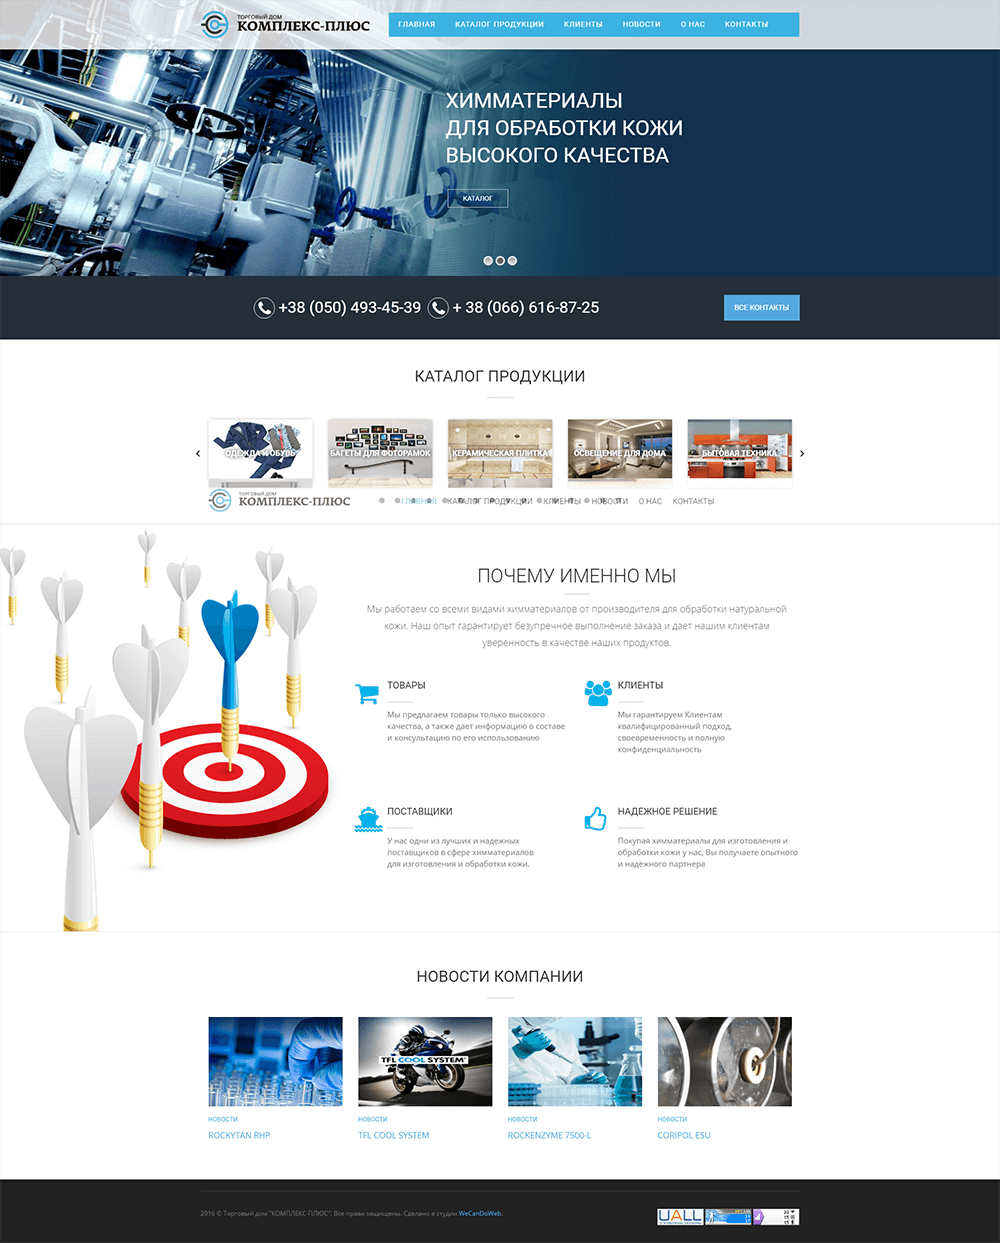 ТОРГОВЫЙ ДОМ
КОМПЛЕКС-ПЛЮС
ГЛАВНАЯ КАТАЛОГ ПРОДУКЦИИ КЛИЕНТЫ НОВОСТИ О НАС КОНТАКТЫ
ХИММАТЕРИАЛЫ
ДЛЯ ОБРАБОТКИ КОЖИ
ВЫСОКОГО КАЧЕСТВА
КАТАЛОГ
+38 (050) 493-45-39 + 38 (066) 616-87-25
ВСЕ КОНТАКТЫ
КАТАЛОГ ПРОДУКЦИИ
ОДЕЖДА И ОБУВЬ
БАГЕТЫ ДЛЯ ФОТОРАМОК
КЕРАМИЧЕСКАЯ ПЛИТКА
ОСВЕЩЕНИЕ ДЛЯ ДОМА
БЫТОВАЯ ТЕХНИКА
ТОРГОВЫЙ ДОМ
КОМПЛЕКС-ПЛЮС
ГЛАВНАЯ КАТАЛОГ ПРОДУКЦИИ КЛИЕНТЫ НОВОСТИ О НАС КОНТАКТЫ
ПОЧЕМУ ИМЕННО МЫ
Мы работаем со всеми видами химматериалов от производителя для обработки натуральной
кожи. Наш опыт гарантирует безупречное выполнение заказа и дает нашим клиентам
уверенность в качестве наших продуктов.
ТОВАРЫ
Мы предлагаем товары только высокого
качества, а также дает информацию о составе
и консультацию по его использованию
КЛИЕНТЫ
Мы гарантируем Клиентам
квалифицированный подход,
своевременность и полную
конфиденциальность
ПОСТАВЩИКИ
У нас одни из лучших и надежных
поставщиков в сфере химматериалов
для изготовления и обработки кожи.
НАДЕЖНОЕ РЕШЕНИЕ
Покупая химматериалы для изготовления и
обработки кожи у нас, Вы получаете опытного
и надежного партнера
НОВОСТИ КОМПАНИИ
TFL COOL SYSTEM
НОВОСТИ
ROCKYTAN RHP
НОВОСТИ
TFL COOL SYSTEM
НОВОСТИ
ROCKENZYME 7500-L
НОВОСТИ
CORIPOL ESU
2016 © Торговый дом "КОМПЛЕКС-ПЛЮС". Все права защищены. Сделано в студии WeCanDoWeb.
UALL